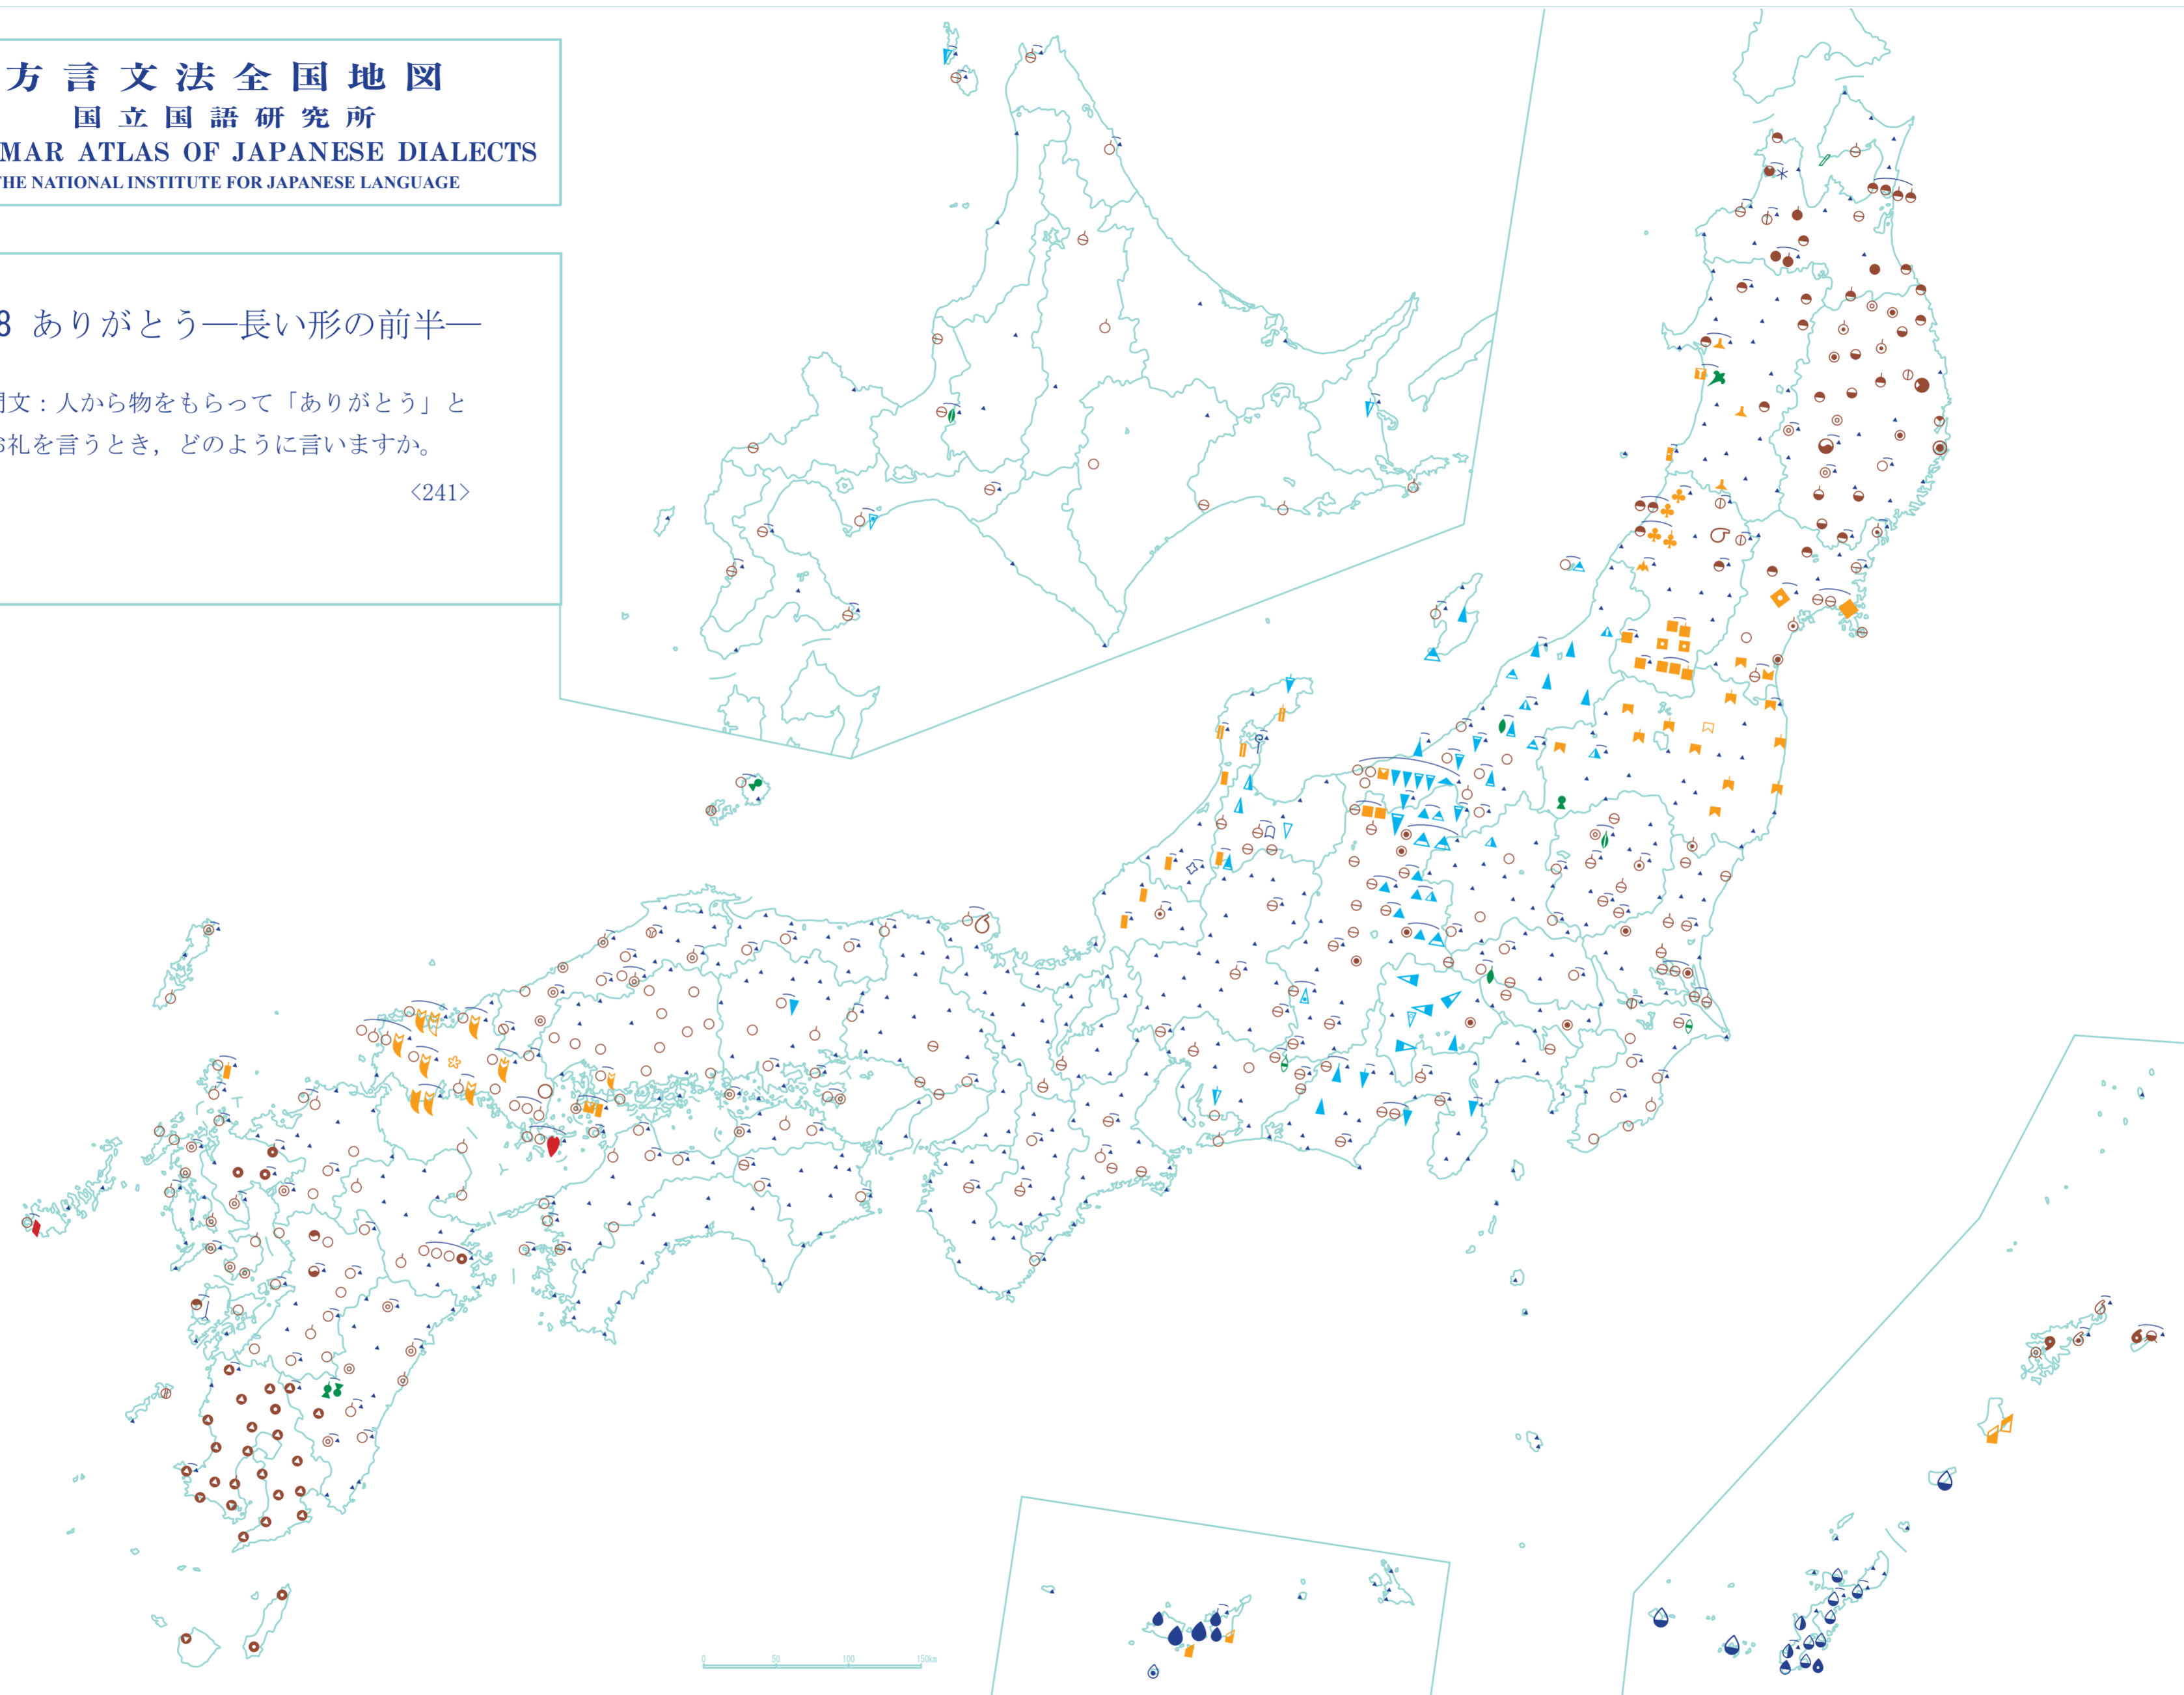 方言文法全国地図
国立国語研究所
MAR ATLAS OF JAPANESE DIALECTS
THE NATIONAL INSTITUTE FOR JAPANESE LANGUAGE
8 ありがとう―長い形の前半―
問文：人から物をもらって「ありがとう」と
お礼を言うとき，どのように言いますか。
〈241〉
0 50 100 150km